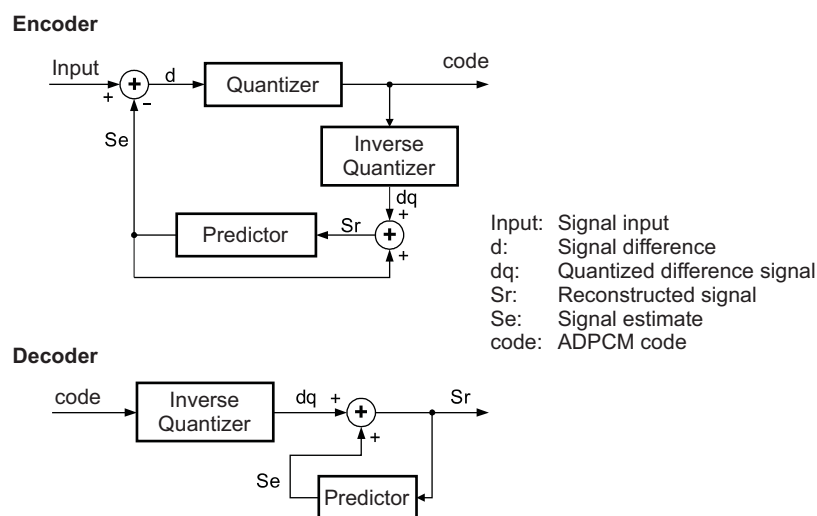 Encoder
Input
+
+
−
d
Quantizer
code
Se
Inverse
Quantizer
dq
+
Predictor
Sr
+
+
Input: Signal input
d: Signal difference
dq: Quantized difference signal
Sr: Reconstructed signal
Se: Signal estimate
code: ADPCM code
Decoder
code
Inverse
Quantizer
dq
+
+
+
Sr
Se
Predictor